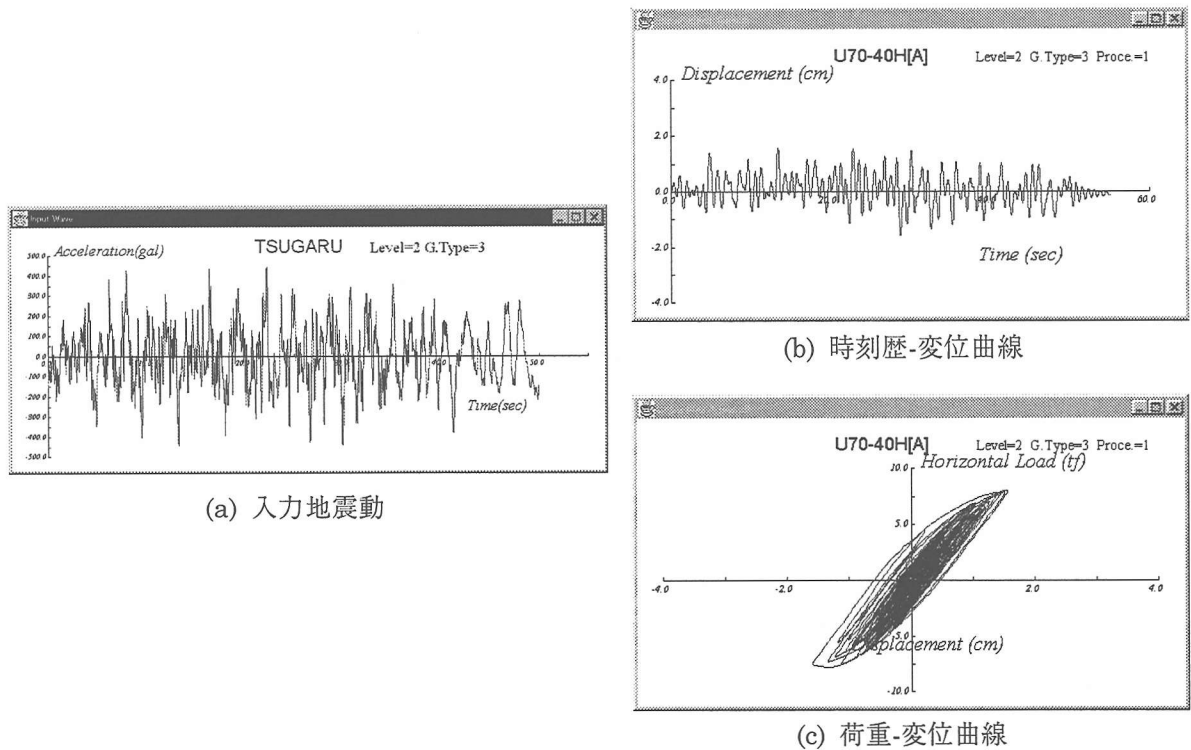 Input Wave
TSUGARU Level=2 G.Type=3
Acceleration(gal)
500.0
400.0
300.0
200.0
100.0
0.0
-100.0
-200.0
-300.0
-400.0
-500.0
Time(sec)
(a) 入力地震動
U70-40H[A] Level=2 G.Type=3 Proce.=1
Displacement (cm)
4.0
2.0
0.0
-2.0
-4.0
0.0
60.0
Time (sec)
(b) 時刻歴-変位曲線
U70-40H[A] Level=2 G.Type=3 Proce.=1
Horizontal Load (tf)
10.0
5.0
-4.0 -2.0 2.0 4.0
-5.0
Displacement (cm)
-10.0
(c) 荷重-変位曲線